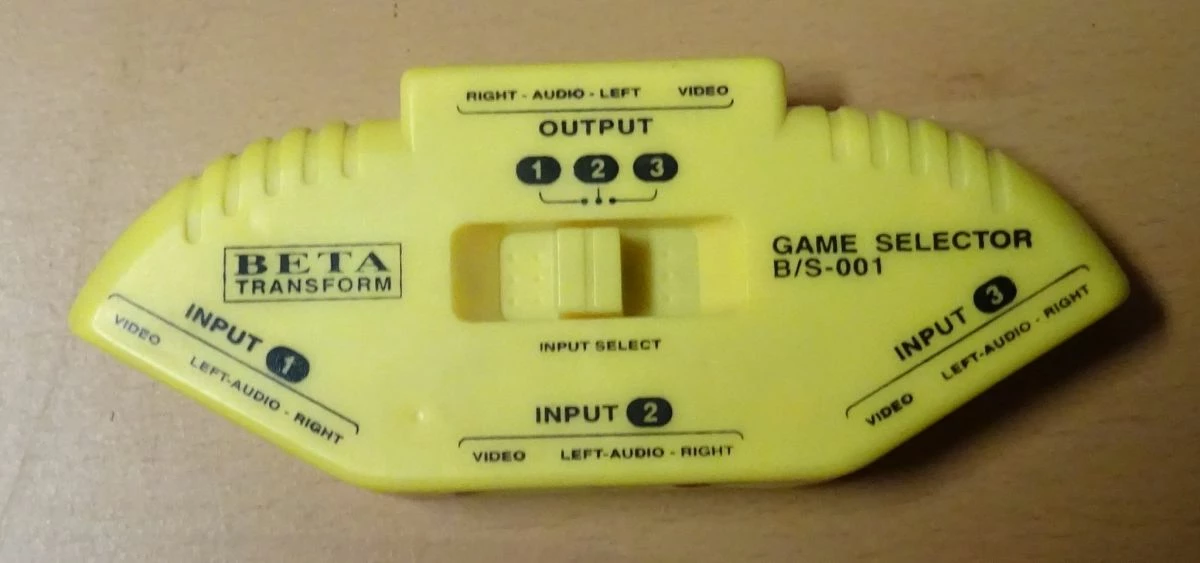 RIGHT - AUDIO - LEFT VIDEO
OUTPUT
1 2 3
BETA
TRANSFORM
GAME SELECTOR
B/S-001
INPUT SELECT
INPUT 1
VIDEO LEFT-AUDIO - RIGHT
INPUT 2
VIDEO LEFT-AUDIO - RIGHT
INPUT 3
VIDEO LEFT-AUDIO - RIGHT